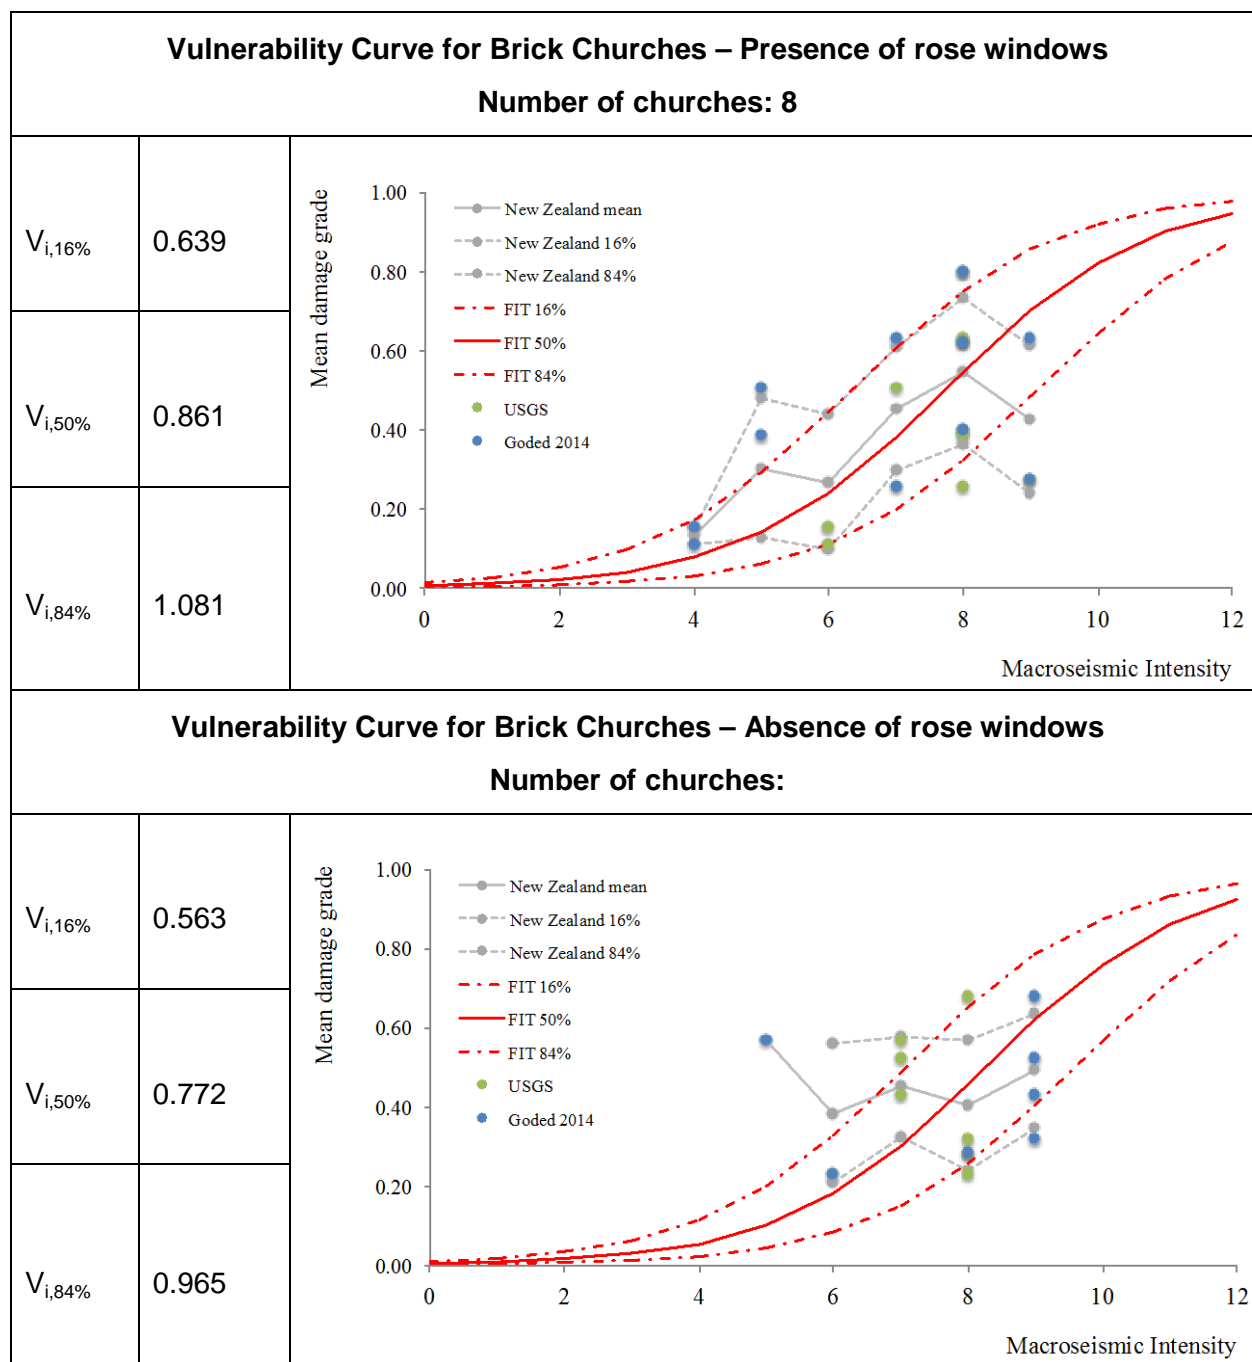 Vulnerability Curve for Brick Churches – Presence of rose windows
Number of churches: 8
Vi,16%
0.639
Vi,50%
0.861
Vi,84%
1.081
Mean damage grade
1.00
0.80
0.60
0.40
0.20
0.00
New Zealand mean
New Zealand 16%
New Zealand 84%
FIT 16%
FIT 50%
FIT 84%
USGS
Goded 2014
0 2 4 6 8 10 12
Macroseismic Intensity
Vulnerability Curve for Brick Churches – Absence of rose windows
Number of churches:
Vi,16%
0.563
Vi,50%
0.772
Vi,84%
0.965
Mean damage grade
1.00
0.80
0.60
0.40
0.20
0.00
New Zealand mean
New Zealand 16%
New Zealand 84%
FIT 16%
FIT 50%
FIT 84%
USGS
Goded 2014
0 2 4 6 8 10 12
Macroseismic Intensity